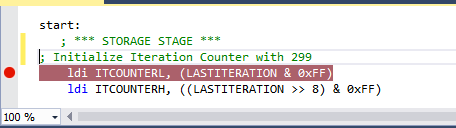 start:
; *** STORAGE STAGE ***
; Initialize Iteration Counter with 299
ldi ITCOUNTERL, (LASTITERATION & 0xFF)
ldi ITCOUNTERH, ((LASTITERATION >> 8) & 0xFF)
100 %